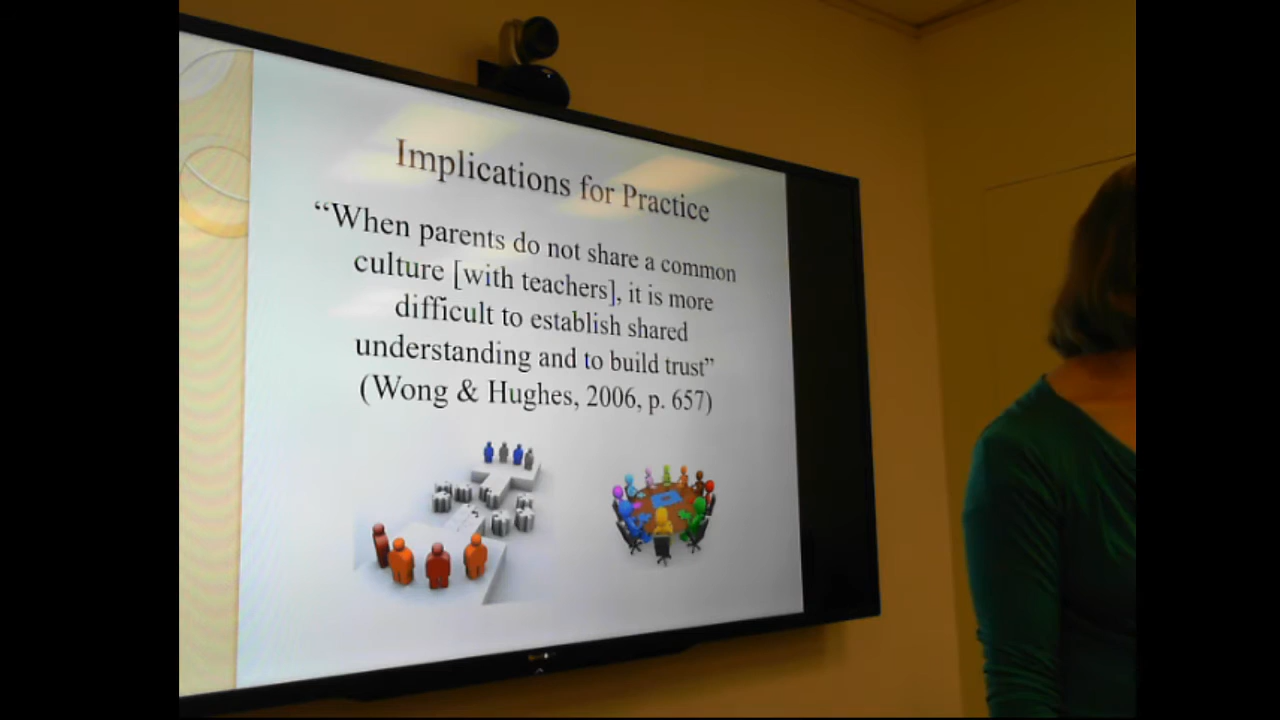 Implications for Practice
“When parents do not share a common
culture [with teachers], it is more
difficult to establish shared
understanding and to build trust”
(Wong & Hughes, 2006, p. 657)